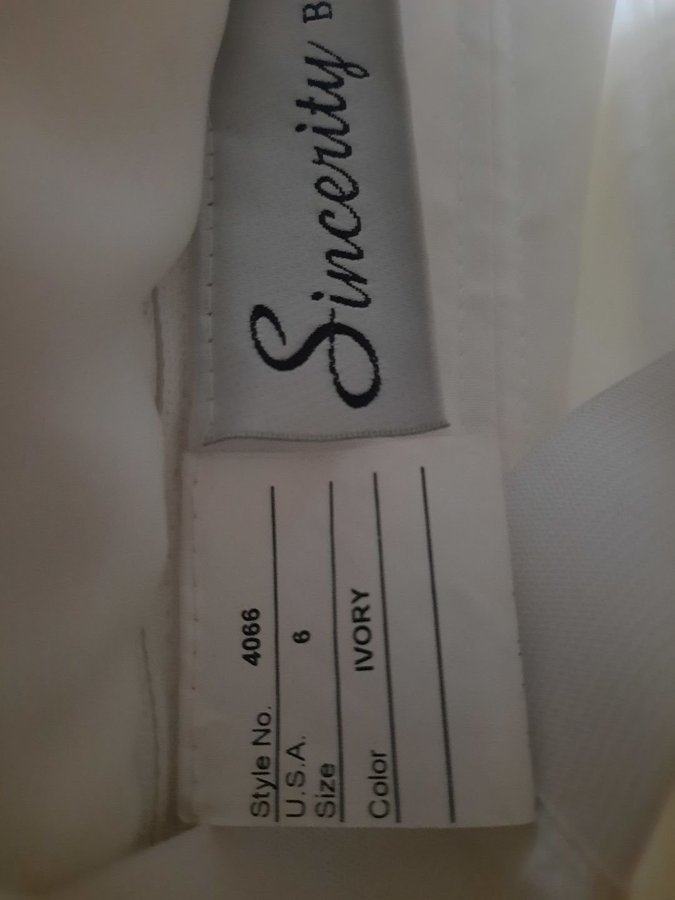 Sincerity B
Style No. 4066
U.S.A.
Size 6
Color IVORY